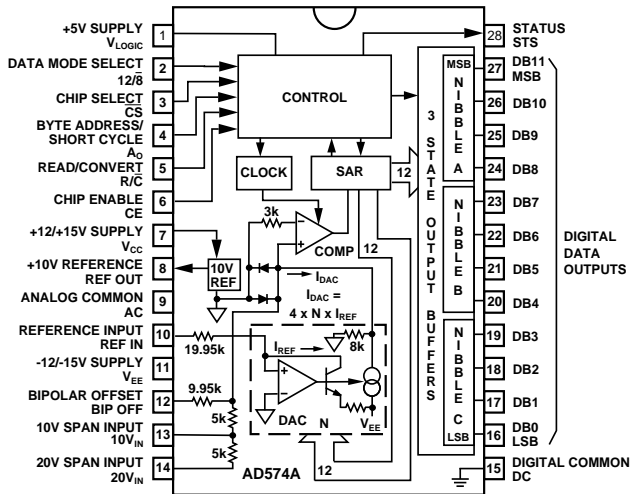 +5V SUPPLY
VLOGIC
1
DATA MODE SELECT
12/8̅
2
CHIP SELECT
C̅S̅
3
BYTE ADDRESS/
SHORT CYCLE
AO
4
READ/CONVERT
R/C̅
5
CHIP ENABLE
CE
6
+12/+15V SUPPLY
VCC
7
+10V REFERENCE
REF OUT
8
ANALOG COMMON
AC
9
REFERENCE INPUT
REF IN
10
-12/-15V SUPPLY
VEE
11
BIPOLAR OFFSET
BIP OFF
12
10V SPAN INPUT
10VIN
13
20V SPAN INPUT
20VIN
14
CONTROL
CLOCK
SAR
12
3k
COMP
12
10V
REF
IDAC
IDAC =
4 x N x IREF
19.95k
IREF
8k
9.95k
5k
5k
DAC
N
VEE
12
AD574A
3 STATE OUTPUT BUFFERS
MSB
NIBBLE A
NIBBLE B
NIBBLE C
LSB
28
STATUS
STS
27
DB11
MSB
26
DB10
25
DB9
24
DB8
23
DB7
22
DB6
21
DB5
20
DB4
19
DB3
18
DB2
17
DB1
16
DB0
LSB
15
DIGITAL COMMON
DC
DIGITAL
DATA
OUTPUTS